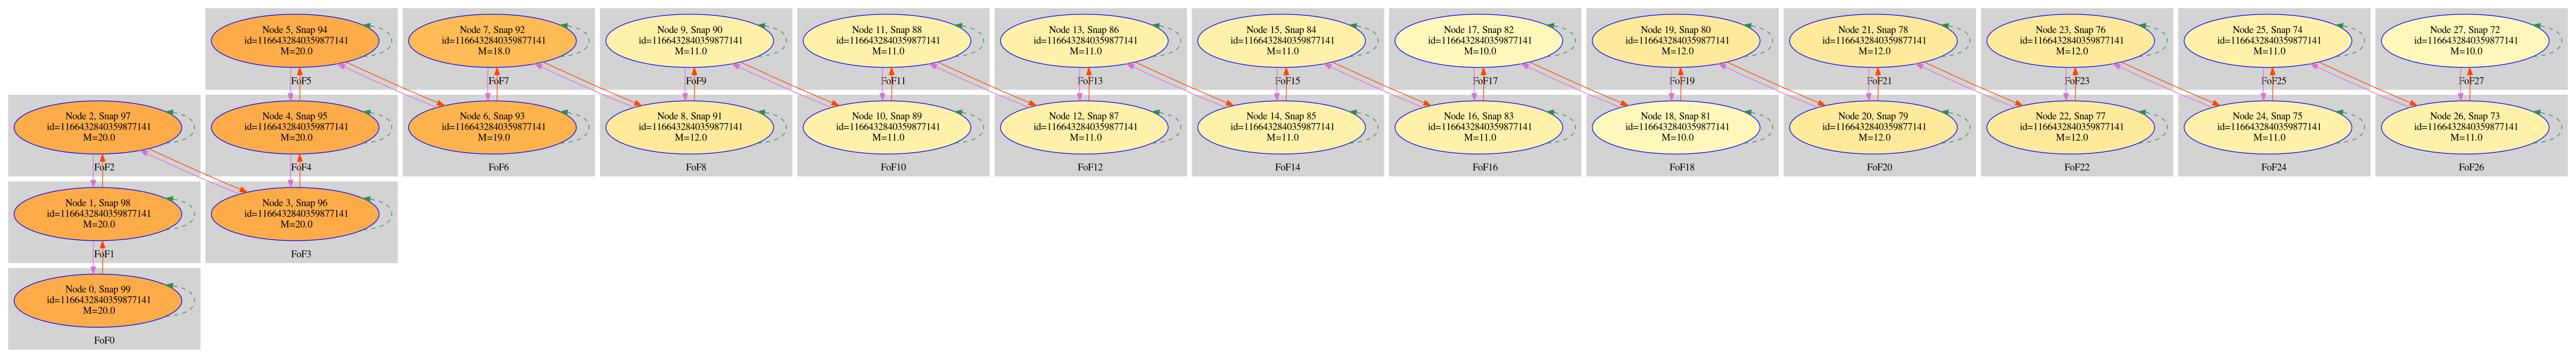 Node 5, Snap 94
id=1166432840359877141
M=20.0
FoF5
Node 7, Snap 92
id=1166432840359877141
M=18.0
FoF7
Node 9, Snap 90
id=1166432840359877141
M=11.0
FoF9
Node 11, Snap 88
id=1166432840359877141
M=11.0
FoF11
Node 13, Snap 86
id=1166432840359877141
M=11.0
FoF13
Node 15, Snap 84
id=1166432840359877141
M=11.0
FoF15
Node 17, Snap 82
id=1166432840359877141
M=10.0
FoF17
Node 19, Snap 80
id=1166432840359877141
M=12.0
FoF19
Node 21, Snap 78
id=1166432840359877141
M=12.0
FoF21
Node 23, Snap 76
id=1166432840359877141
M=12.0
FoF23
Node 25, Snap 74
id=1166432840359877141
M=11.0
FoF25
Node 27, Snap 72
id=1166432840359877141
M=10.0
FoF27
Node 2, Snap 97
id=1166432840359877141
M=20.0
FoF2
Node 4, Snap 95
id=1166432840359877141
M=20.0
FoF4
Node 6, Snap 93
id=1166432840359877141
M=19.0
FoF6
Node 8, Snap 91
id=1166432840359877141
M=12.0
FoF8
Node 10, Snap 89
id=1166432840359877141
M=11.0
FoF10
Node 12, Snap 87
id=1166432840359877141
M=11.0
FoF12
Node 14, Snap 85
id=1166432840359877141
M=11.0
FoF14
Node 16, Snap 83
id=1166432840359877141
M=11.0
FoF16
Node 18, Snap 81
id=1166432840359877141
M=10.0
FoF18
Node 20, Snap 79
id=1166432840359877141
M=12.0
FoF20
Node 22, Snap 77
id=1166432840359877141
M=12.0
FoF22
Node 24, Snap 75
id=1166432840359877141
M=11.0
FoF24
Node 26, Snap 73
id=1166432840359877141
M=11.0
FoF26
Node 1, Snap 98
id=1166432840359877141
M=20.0
FoF1
Node 3, Snap 96
id=1166432840359877141
M=20.0
FoF3
Node 0, Snap 99
id=1166432840359877141
M=20.0
FoF0